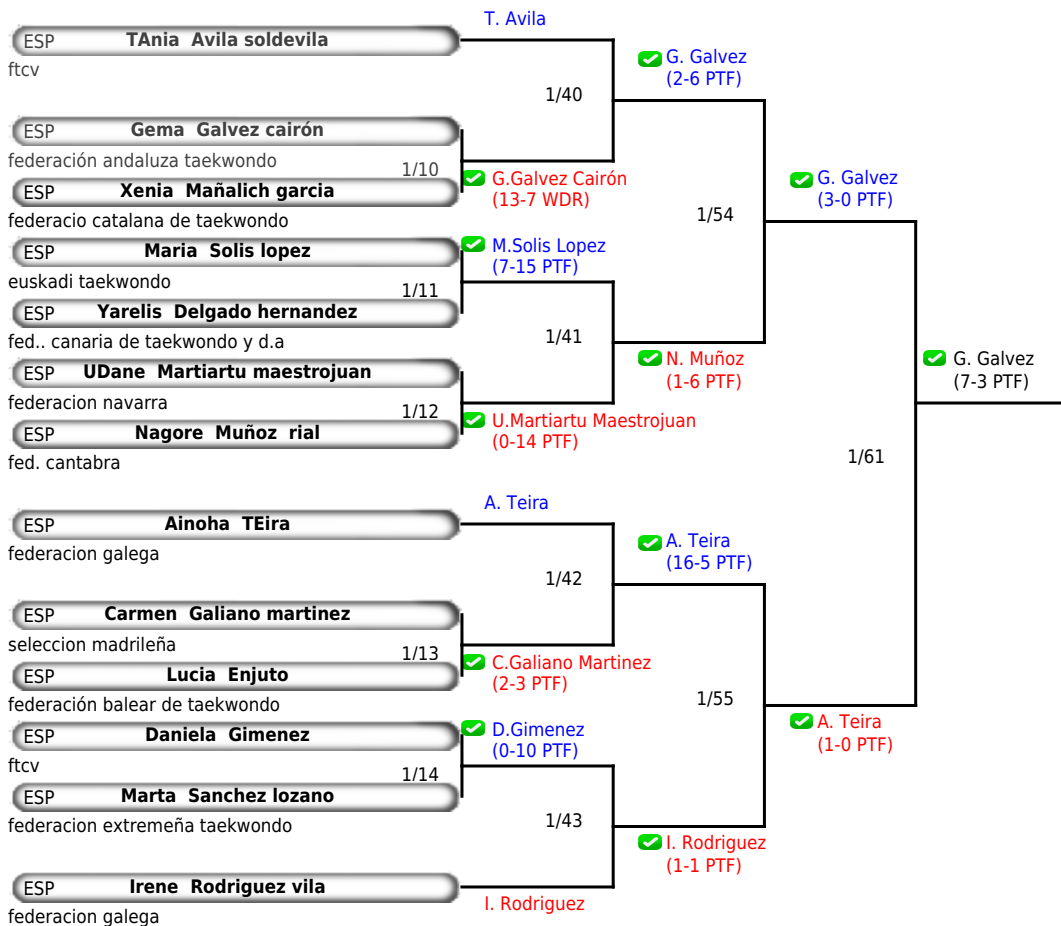 T. Avila
ESP TAnia Avila soldevila
ftcv
G. Galvez
(2-6 PTF)
1/40
ESP Gema Galvez cairón
federación andaluza taekwondo
1/10
G.Galvez Cairón
(13-7 WDR)
ESP Xenia Mañalich garcia
federacio catalana de taekwondo
G. Galvez
(3-0 PTF)
1/54
ESP Maria Solis lopez
euskadi taekwondo
M.Solis Lopez
(7-15 PTF)
1/11
ESP Yarelis Delgado hernandez
fed.. canaria de taekwondo y d.a
1/41
ESP UDane Martiartu maestrojuan
federacion navarra
N. Muñoz
(1-6 PTF)
G. Galvez
(7-3 PTF)
1/12
U.Martiartu Maestrojuan
(0-14 PTF)
ESP Nagore Muñoz rial
fed. cantabra
1/61
A. Teira
ESP Ainoha TEira
federacion galega
A. Teira
(16-5 PTF)
1/42
ESP Carmen Galiano martinez
seleccion madrileña
1/13
C.Galiano Martinez
(2-3 PTF)
ESP Lucia Enjuto
federación balear de taekwondo
1/55
A. Teira
(1-0 PTF)
ESP Daniela Gimenez
ftcv
D.Gimenez
(0-10 PTF)
1/14
ESP Marta Sanchez lozano
federacion extremeña taekwondo
1/43
I. Rodriguez
(1-1 PTF)
ESP Irene Rodriguez vila
federacion galega
I. Rodriguez